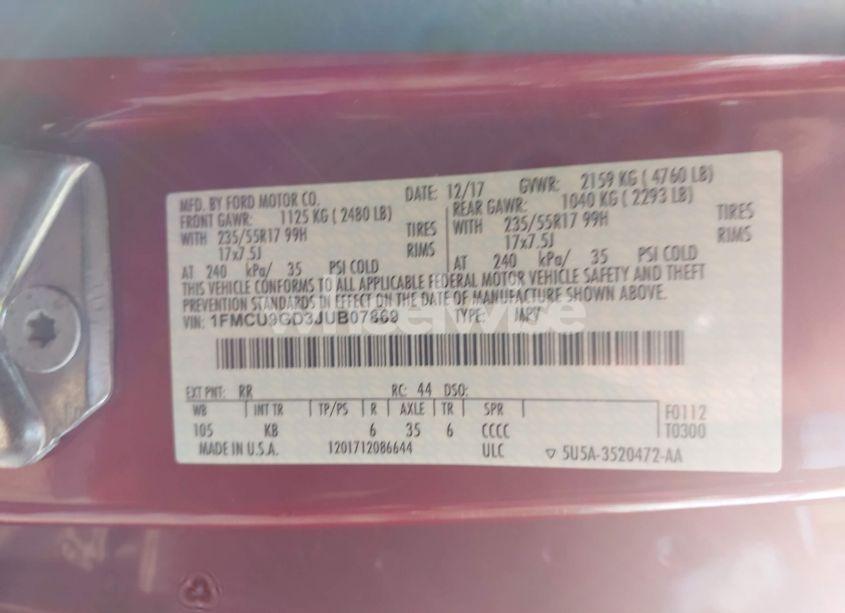 MFD. BY FORD MOTOR CO. DATE: 12/17 GVWR: 2159 KG ( 4760 LB)
FRONT GAWR: 1125 KG ( 2480 LB) REAR GAWR: 1040 KG ( 2293 LB)
WITH 235/55R17 99H TIRES WITH 235/55R17 99H TIRES
17x7.5J RIMS 17x7.5J RIMS
AT 240 kPa/ 35 PSI COLD AT 240 kPa/ 35 PSI COLD
THIS VEHICLE CONFORMS TO ALL APPLICABLE FEDERAL MOTOR VEHICLE SAFETY AND THEFT
PREVENTION STANDARDS IN EFFECT ON THE DATE OF MANUFACTURE SHOWN ABOVE.
VIN: 1FMCU9GD3JUB07869 TYPE: MPV
EXT PNT: RR RC: 44 DSO:
WB INT TR TP/PS R AXLE TR SPR F0112
105 KB 6 35 6 CCCC T0300
MADE IN U.S.A. 1201712086644 ULC 5U5A-3520472-AA